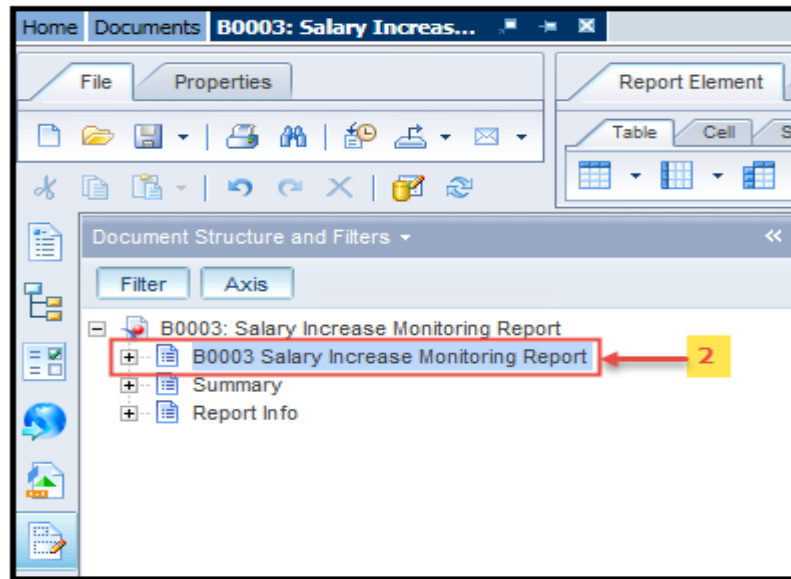 Home Documents B0003: Salary Increas...
File Properties
Report Element
Table Cell S
Document Structure and Filters
Filter Axis
B0003: Salary Increase Monitoring Report
B0003 Salary Increase Monitoring Report
2
Summary
Report Info